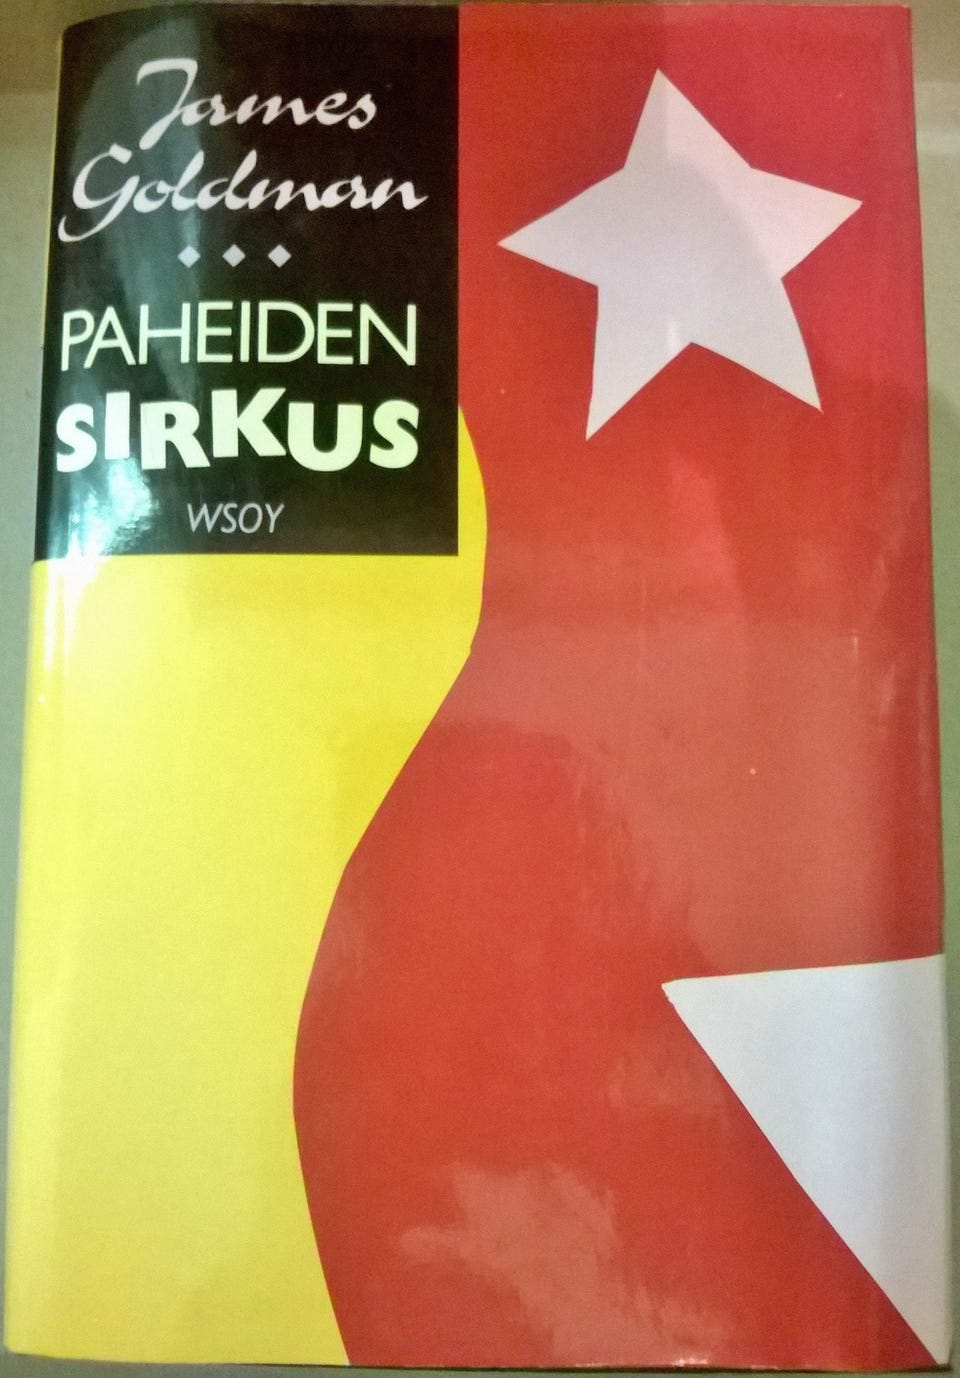 James
Goldman
PAHEIDEN
SIRKUS
WSOY